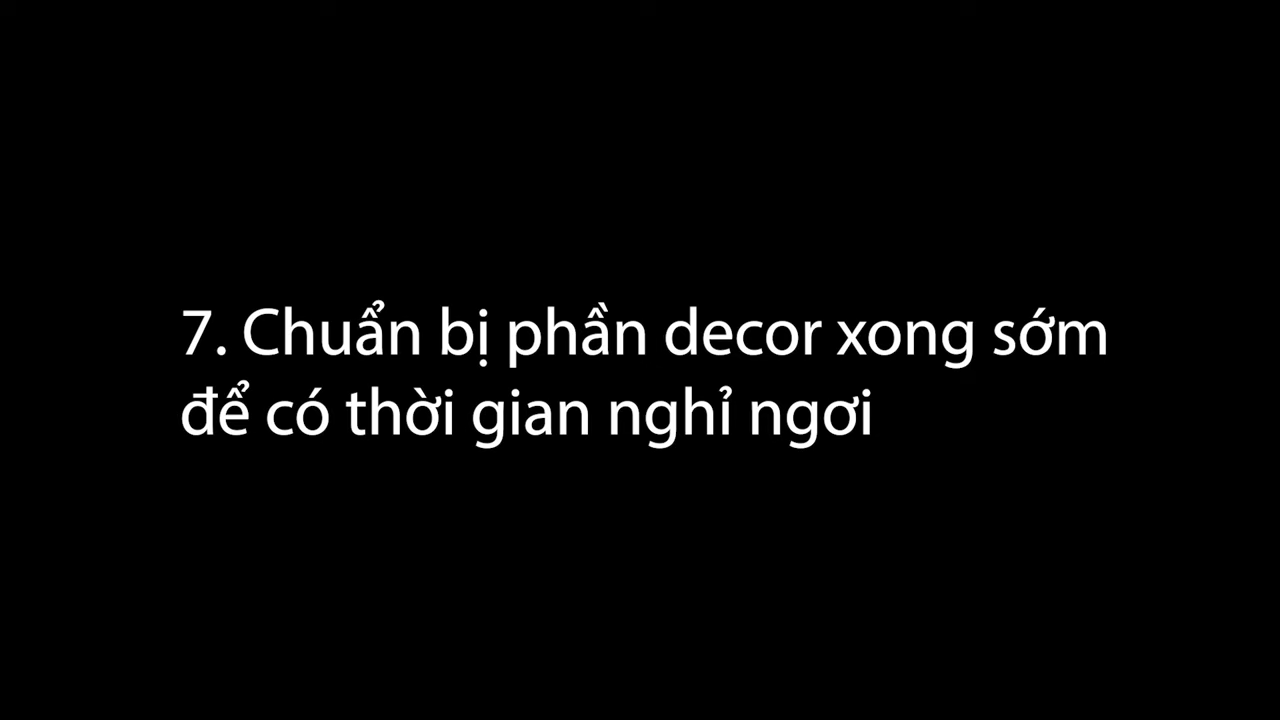 7. Chuẩn bị phần decor xong sớm
để có thời gian nghỉ ngơi